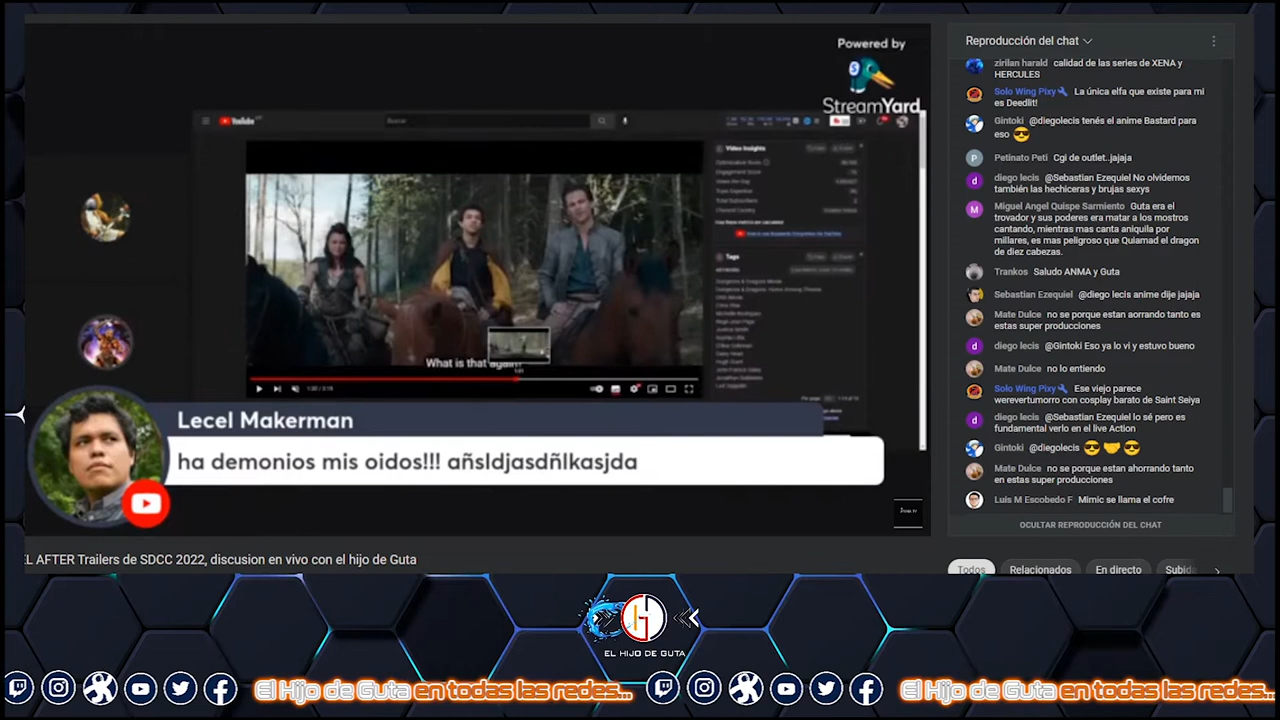 Powered by
StreamYard
YouTube
Buscar
Video Insights
Tags
What is that again?
Lecel Makerman
ha demonios mis oidos!!! añsldjasdñlkasjda
EL AFTER Trailers de SDCC 2022, discusion en vivo con el hijo de Guta
Reproducción del chat
zirilan harald calidad de las series de XENA y
HERCULES
Solo Wing Pixy La única elfa que existe para mi
es Deedlit!
Gintoki @diegolecis tenés el anime Bastard para
eso 😎
Petinato Peti Cgi de outlet..jajaja
diego lecis @Sebastian Ezequiel No olvidemos
también las hechiceras y brujas sexys
Miguel Angel Quispe Sarmiento Guta era el
trovador y sus poderes era matar a los mostros
cantando, mientras mas canta aniquila por
millares, es mas peligroso que Quiamad el dragon
de diez cabezas.
Trankos Saludo ANMA y Guta
Sebastian Ezequiel @diego lecis anime dije jajaja
Mate Dulce no se porque estan aorrando tanto es
estas super producciones
diego lecis @Gintoki Eso ya lo vi y estuvo bueno
Mate Dulce no lo entiendo
Solo Wing Pixy Ese viejo parece
werevertumorro con cosplay barato de Saint Seiya
diego lecis @Sebastian Ezequiel lo sé pero es
fundamental verlo en el live Action
Gintoki @diegolecis 😎🤝😎
Mate Dulce no se porque estan ahorrando tanto
en estas super producciones
Luis M Escobedo F Mimic se llama el cofre
OCULTAR REPRODUCCIÓN DEL CHAT
Todos Relacionados En directo Subid
EL HIJO DE GUTA
El Hijo de Guta en todas las redes... El Hijo de Guta en todas las redes...